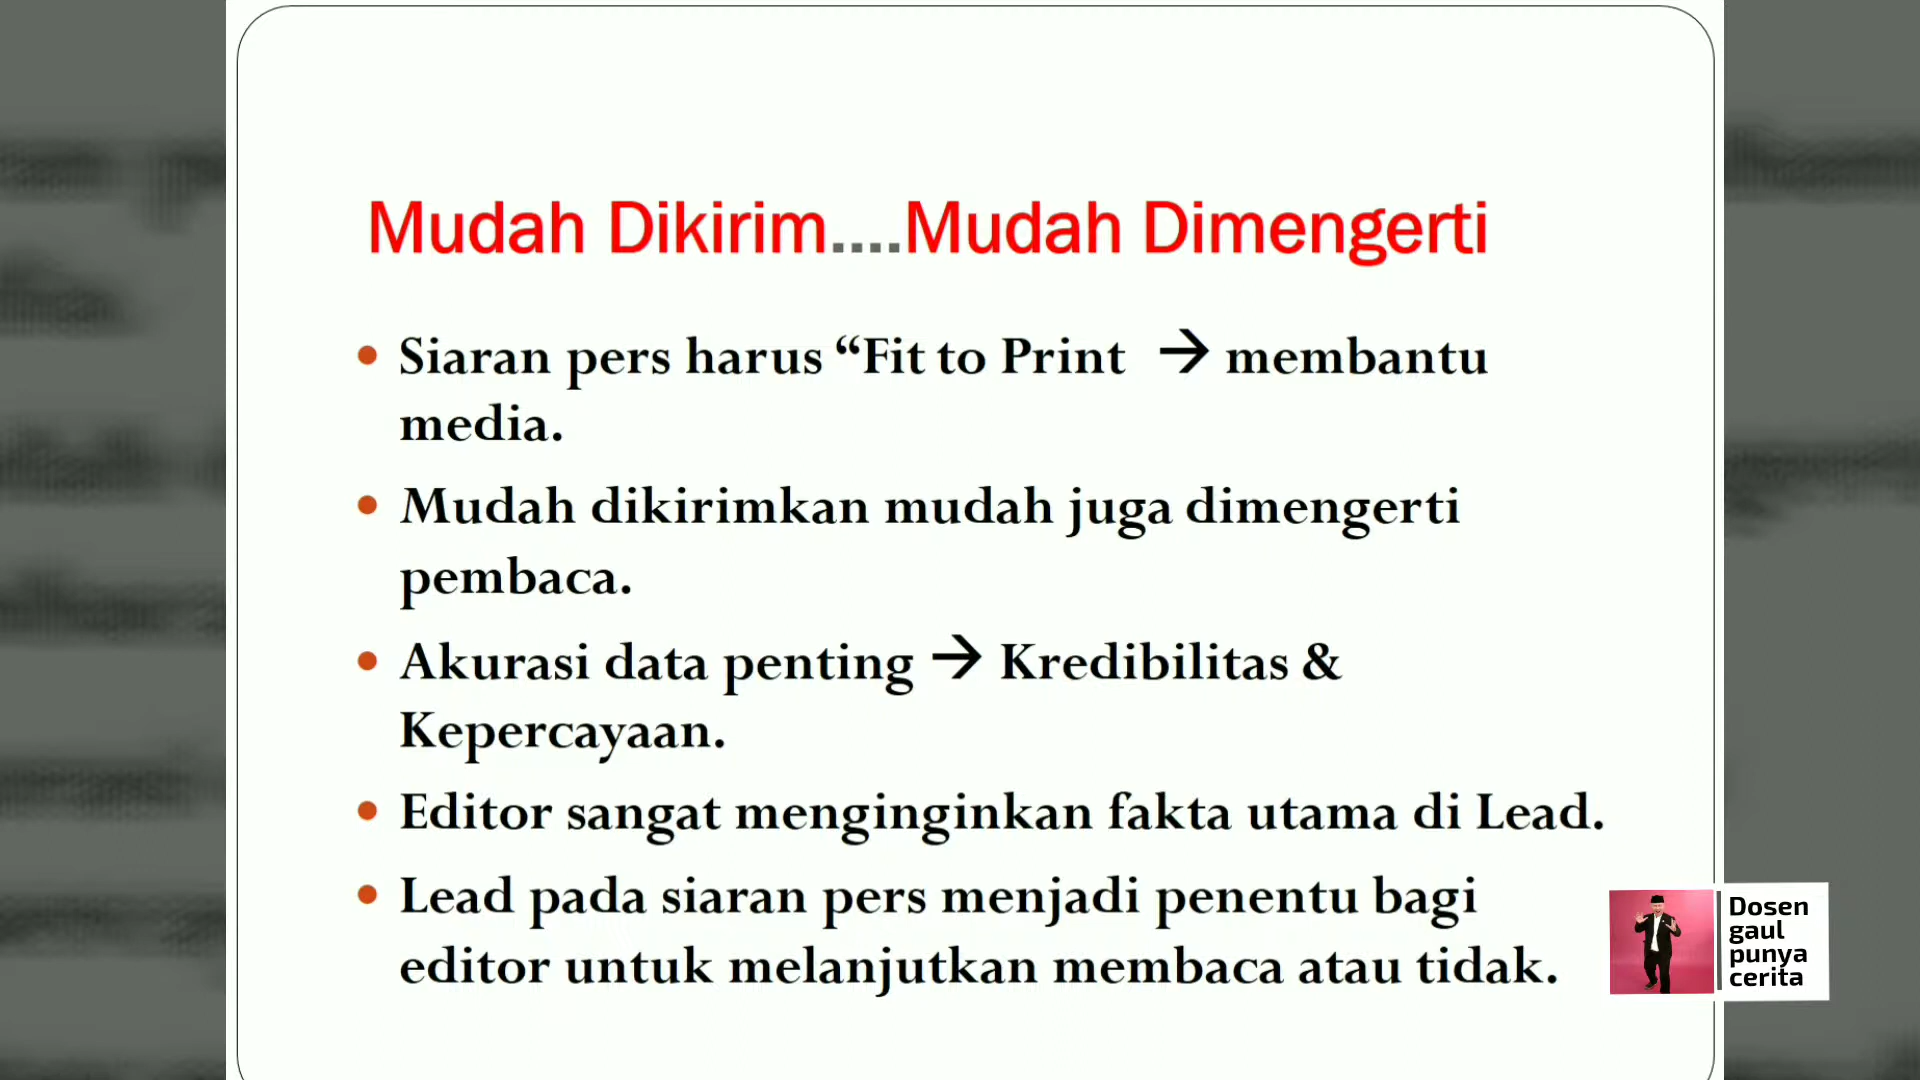 Mudah Dikirim....Mudah Dimengerti
• Siaran pers harus “Fit to Print → membantu
media.
• Mudah dikirimkan mudah juga dimengerti
pembaca.
• Akurasi data penting → Kredibilitas &
Kepercayaan.
• Editor sangat menginginkan fakta utama di Lead.
• Lead pada siaran pers menjadi penentu bagi
editor untuk melanjutkan membaca atau tidak.
Dosen
gaul
punya
cerita